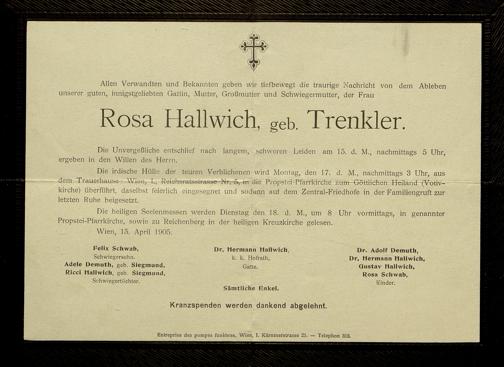 Allen Verwandten und Bekannten geben wir tiefbewegt die traurige Nachricht von dem Ableben
unserer guten, innigstgeliebten Gattin, Mutter, Großmutter und Schwiegermutter, der Frau
Rosa Hallwich, geb. Trenkler.
Die Unvergeßliche entschlief nach langem, schweren Leiden am 15. d. M., nachmittags 5 Uhr,
ergeben in den Willen des Herrn.
Die irdische Hülle der teuren Verblichenen wird Montag, den 17. d. M., nachmittags 3 Uhr, aus
dem Trauerhause: Wien, I., Reichsratsstrasse Nr. 5, in die Propstei-Pfarrkirche zum Göttlichen Heiland (Votiv-
kirche) überführt, daselbst feierlich eingesegnet und sodann auf dem Zentral-Friedhofe in der Familiengruft zur
letzten Ruhe beigesetzt.
Die heiligen Seelenmessen werden Dienstag den 18. d. M., um 8 Uhr vormittags, in genannter
Propstei-Pfarrkirche, sowie zu Reichenberg in der heiligen Kreuzkirche gelesen.
Wien, 15. April 1905.
Felix Schwab,
Schwiegersohn.
Adele Demuth, geb. Siegmund,
Ricci Hallwich, geb. Siegmund,
Schwiegertöchter.
Dr. Hermann Hallwich,
k. k. Hofrath,
Gatte.
Dr. Adolf Demuth,
Dr. Hermann Hallwich,
Gustav Hallwich,
Rosa Schwab,
Kinder.
Sämtliche Enkel.
Kranzspenden werden dankend abgelehnt.
Entreprise des pompes funèbres, Wien, I. Kärntnerstrasse 21. — Telephon